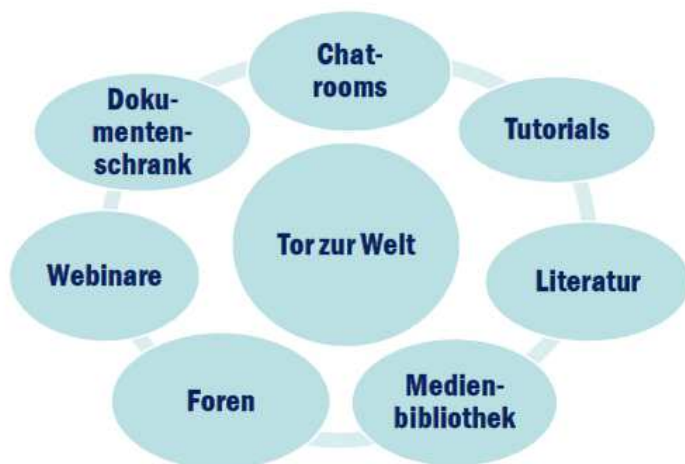 Chat-
rooms
Tutorials
Literatur
Medien-
bibliothek
Foren
Webinare
Doku-
menten-
schrank
Tor zur Welt